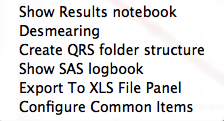 Show Results notebook
Desmearing
Create QRS folder structure
Show SAS logbook
Export To XLS File Panel
Configure Common Items